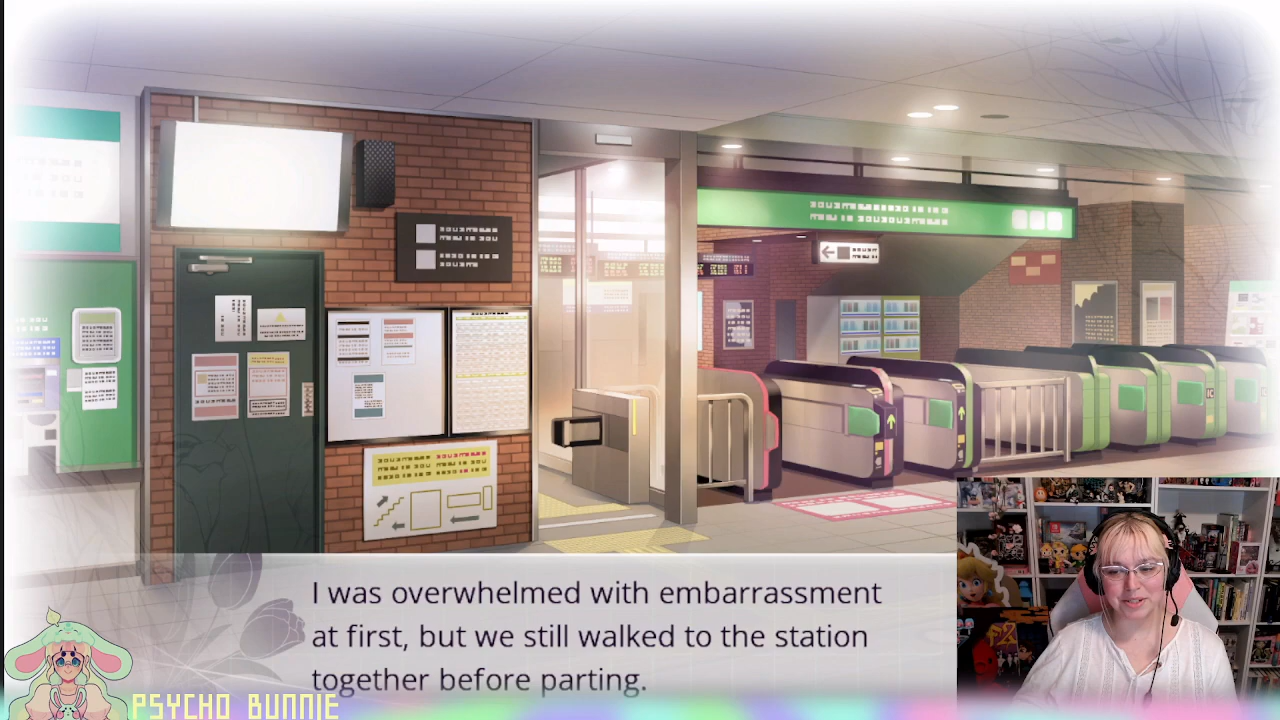 I was overwhelmed with embarrassment
at first, but we still walked to the station
together before parting.
PSYCHO BUNNIE